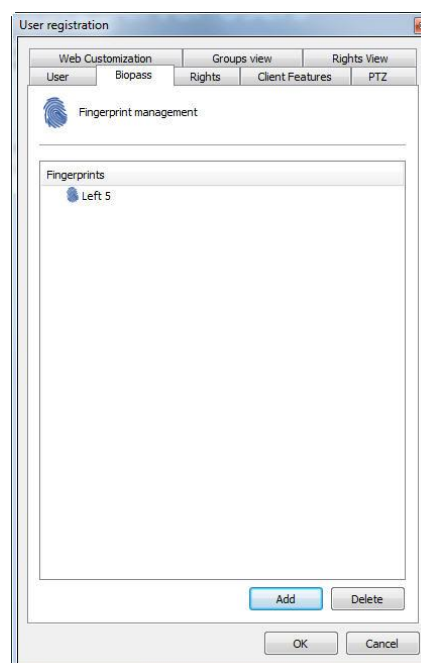 User registration
Web Customization Groups view Rights View
User Biopass Rights Client Features PTZ
Fingerprint management
Fingerprints
Left 5
Add Delete
OK Cancel